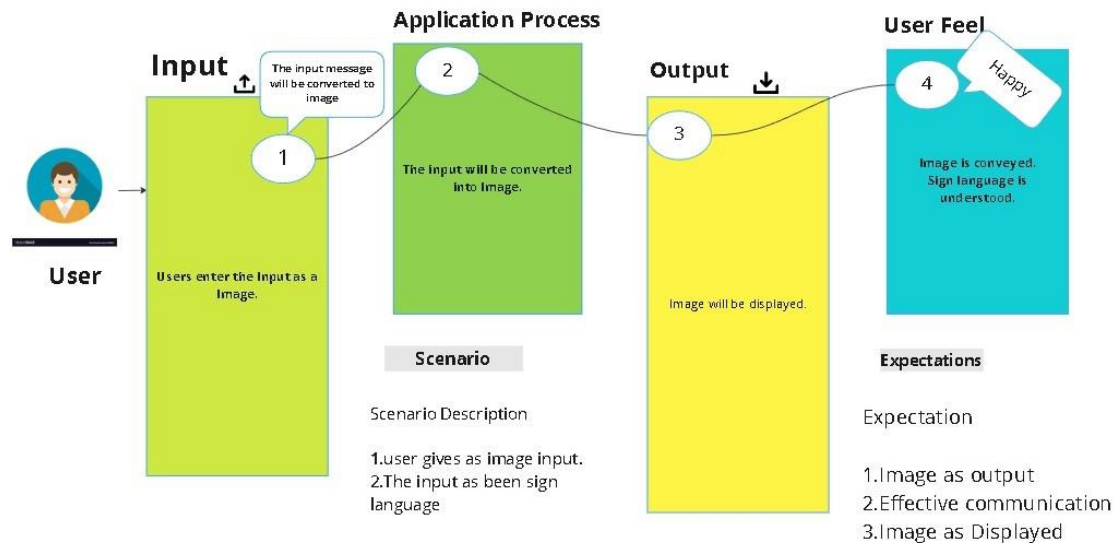 Application Process
User Feel
Input
Output
The input message
will be converted to
image
1
2
3
4
Happy
The input will be converted
into Image.
Image is conveyed.
Sign language is
understood.
User
Users enter the Input as a
Image.
Image will be displayed.
Scenario
Scenario Description
1.user gives as image input.
2.The input as been sign
language
Expectations
Expectation
1.Image as output
2.Effective communication
3.Image as Displayed